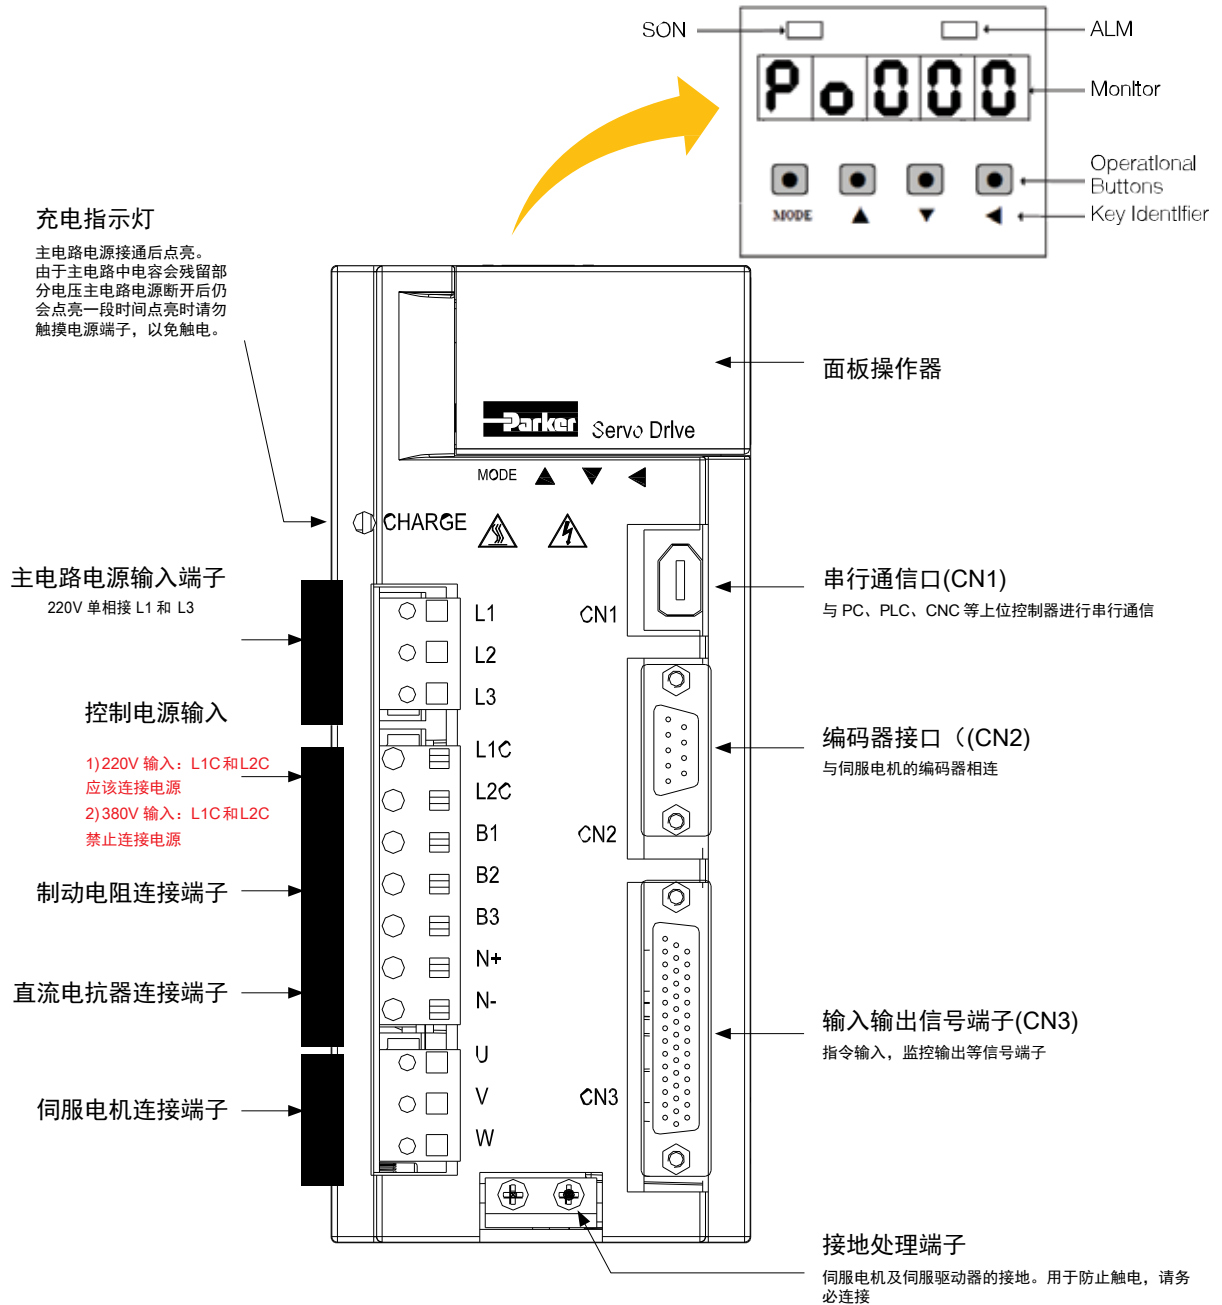 SON
ALM
Po000
Monitor
Operational
Buttons
MODE ▲ ▼ ◀
Key Identifier
充电指示灯
主电路电源接通后点亮。
由于主电路中电容会残留部
分电压主电路电源断开后仍
会点亮一段时间点亮时请勿
触摸电源端子，以免触电。
面板操作器
Parker
Servo Drive
MODE ▲ ▼ ◀
CHARGE
主电路电源输入端子
220V 单相接 L1 和 L3
L1
L2
L3
CN1
串行通信口(CN1)
与 PC、PLC、CNC 等上位控制器进行串行通信
控制电源输入
1)220V 输入：L1C 和L2C
应该连接电源
2)380V 输入：L1C 和L2C
禁止连接电源
L1C
L2C
B1
B2
B3
N+
N-
CN2
编码器接口（(CN2)
与伺服电机的编码器相连
制动电阻连接端子
直流电抗器连接端子
输入输出信号端子(CN3)
指令输入，监控输出等信号端子
U
V
W
CN3
伺服电机连接端子
接地处理端子
伺服电机及伺服驱动器的接地。用于防止触电，请务
必连接